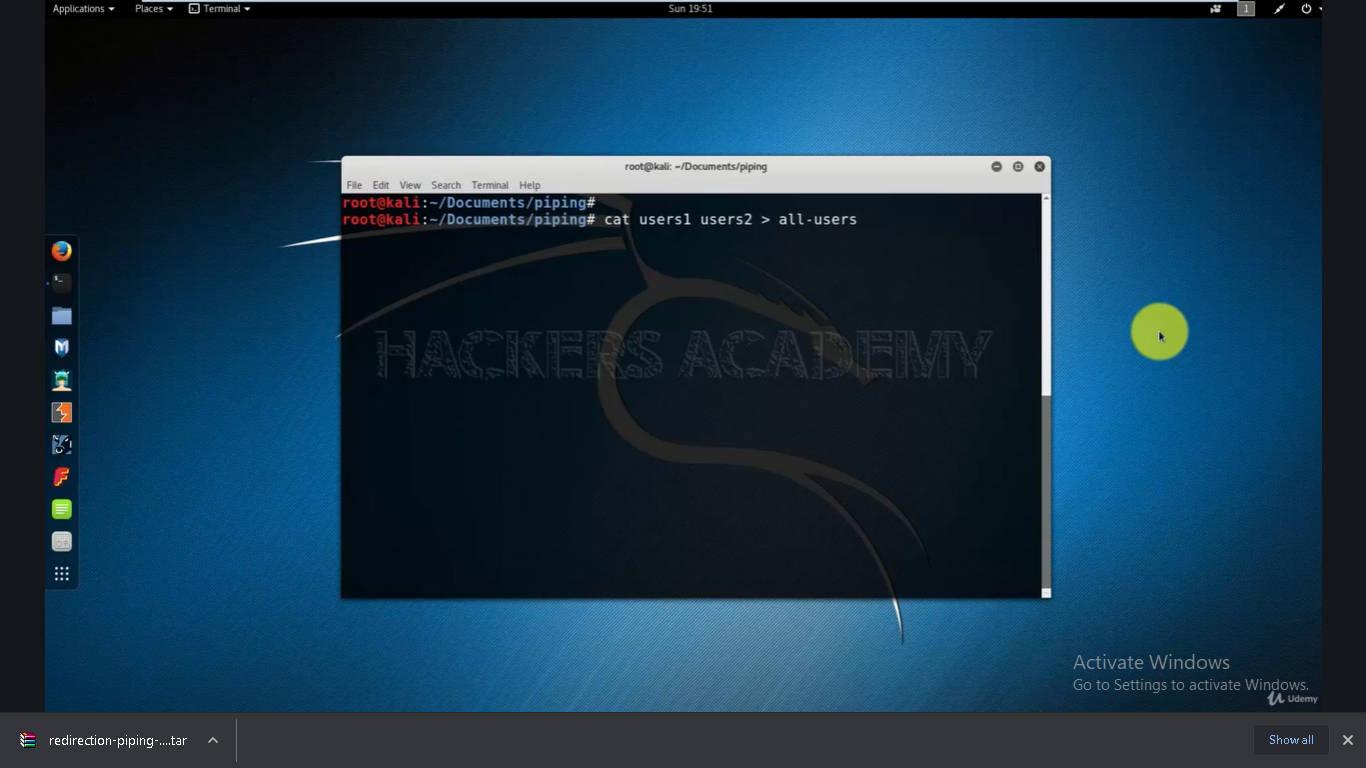 Applications Places Terminal Sun 19:51 1
root@kali: ~/Documents/piping
File Edit View Search Terminal Help
root@kali:~/Documents/piping#
root@kali:~/Documents/piping# cat users1 users2 > all-users
HACKERS ACADEMY
Activate Windows
Go to Settings to activate Windows.
Udemy
redirection-piping-....tar Show all